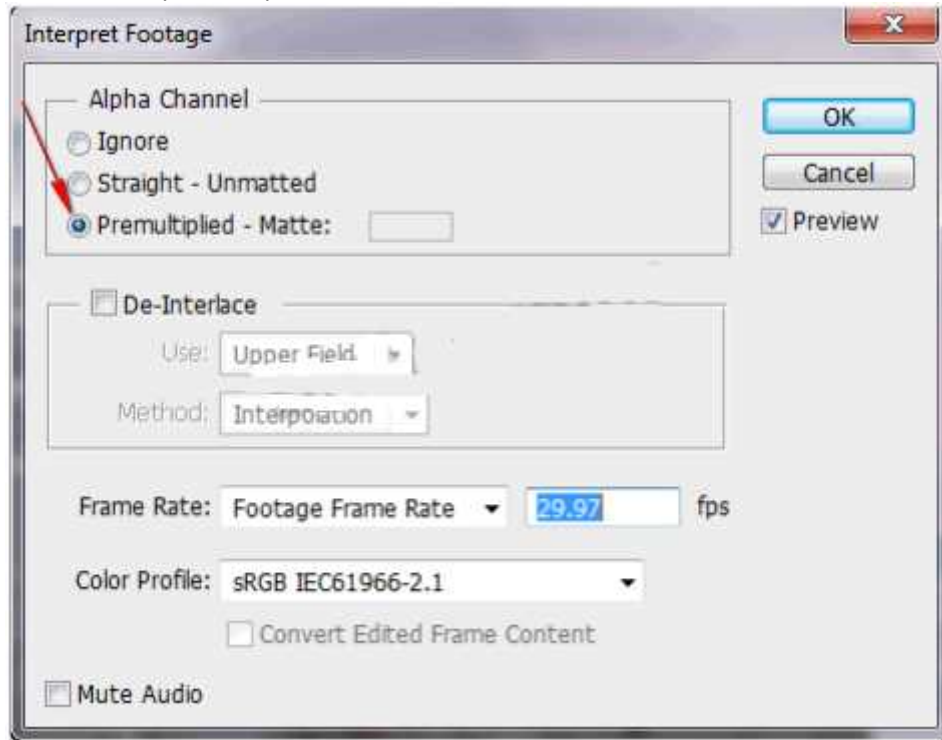 Interpret Footage
Alpha Channel
Ignore
Straight - Unmatted
Premultiplied - Matte:
OK
Cancel
Preview
De-Interlace
Use: Upper Field
Method: Interpolation
Frame Rate: Footage Frame Rate 29.97 fps
Color Profile: sRGB IEC61966-2.1
Convert Edited Frame Content
Mute Audio